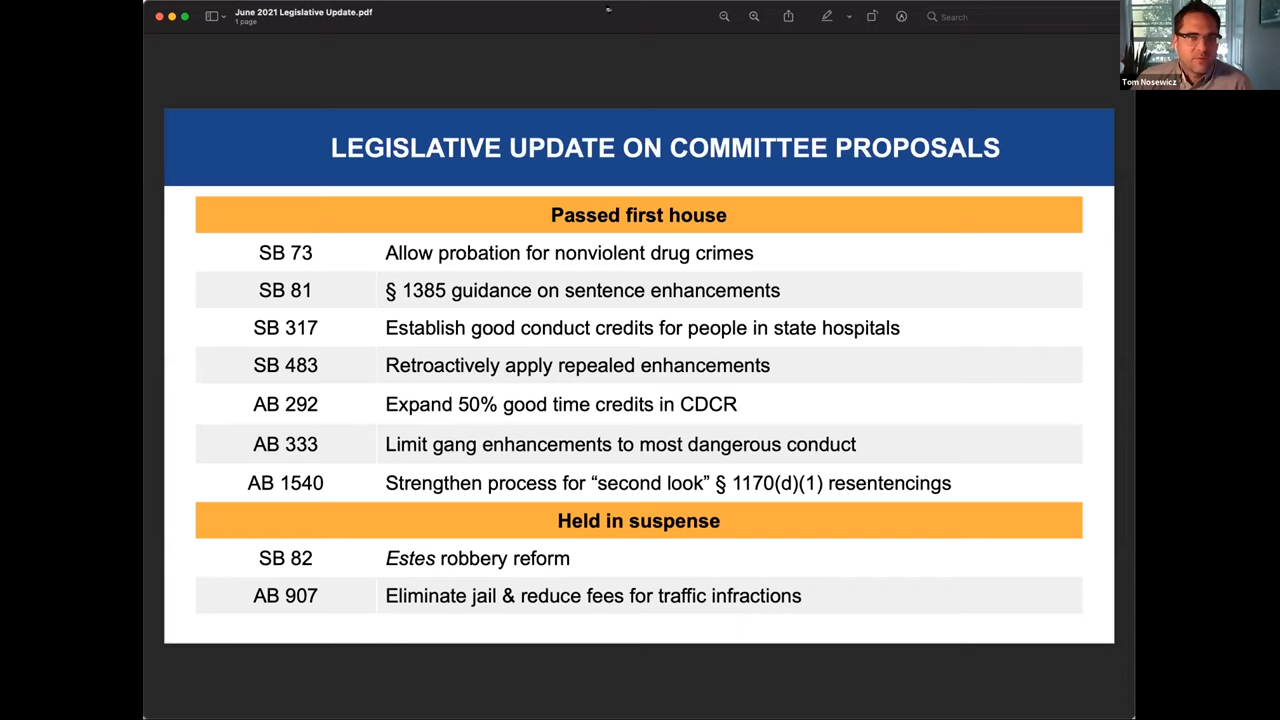 June 2021 Legislative Update.pdf
1 page
Search
Tom Nosewicz
LEGISLATIVE UPDATE ON COMMITTEE PROPOSALS
Passed first house
SB 73 Allow probation for nonviolent drug crimes
SB 81 § 1385 guidance on sentence enhancements
SB 317 Establish good conduct credits for people in state hospitals
SB 483 Retroactively apply repealed enhancements
AB 292 Expand 50% good time credits in CDCR
AB 333 Limit gang enhancements to most dangerous conduct
AB 1540 Strengthen process for “second look” § 1170(d)(1) resentencings
Held in suspense
SB 82 Estes robbery reform
AB 907 Eliminate jail & reduce fees for traffic infractions